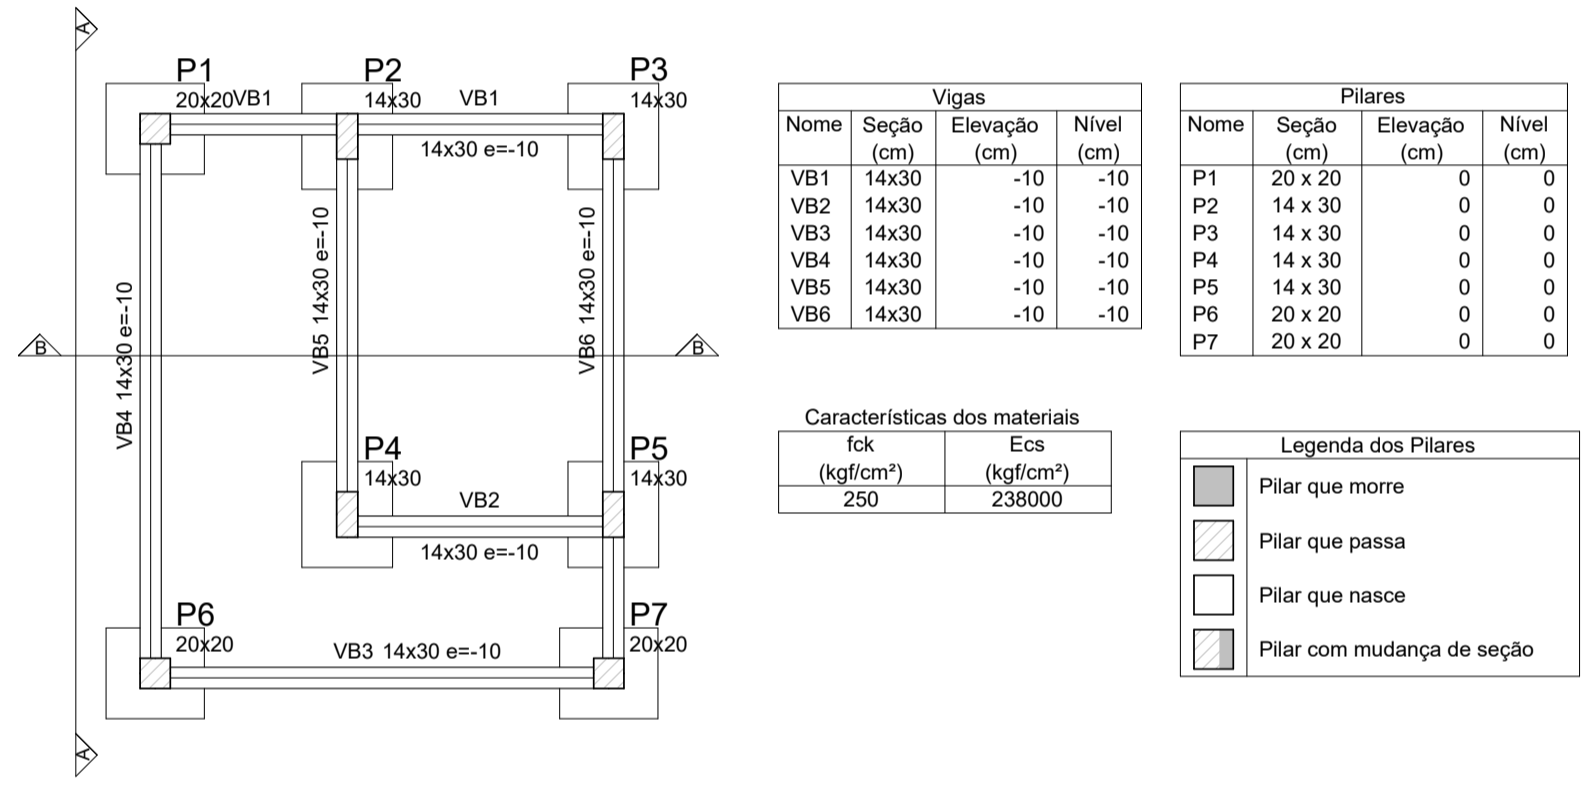 A
P1
20x20
VB1
P2
14x30
VB1
14x30 e=-10
P3
14x30
VB4 14x30 e=-10
VB5 14x30 e=-10
VB6 14x30 e=-10
B
B
P4
14x30
VB2
14x30 e=-10
P5
14x30
P6
20x20
VB3 14x30 e=-10
P7
20x20
A
Vigas
Nome Seção Elevação Nível
(cm) (cm) (cm)
VB1 14x30 -10 -10
VB2 14x30 -10 -10
VB3 14x30 -10 -10
VB4 14x30 -10 -10
VB5 14x30 -10 -10
VB6 14x30 -10 -10
Pilares
Nome Seção Elevação Nível
(cm) (cm) (cm)
P1 20 x 20 0 0
P2 14 x 30 0 0
P3 14 x 30 0 0
P4 14 x 30 0 0
P5 14 x 30 0 0
P6 20 x 20 0 0
P7 20 x 20 0 0
Características dos materiais
fck Ecs
(kgf/cm²) (kgf/cm²)
250 238000
Legenda dos Pilares
Pilar que morre
Pilar que passa
Pilar que nasce
Pilar com mudança de seção